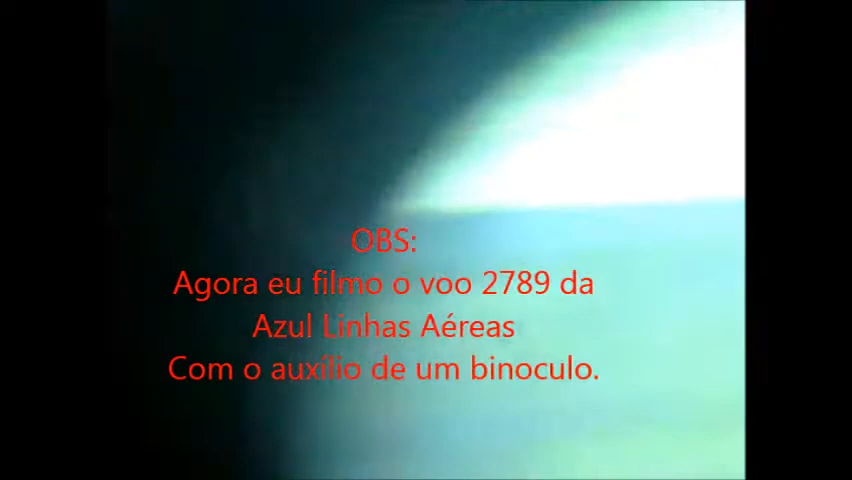 OBS:
Agora eu filmo o voo 2789 da
Azul Linhas Aéreas
Com o auxílio de um binoculo.